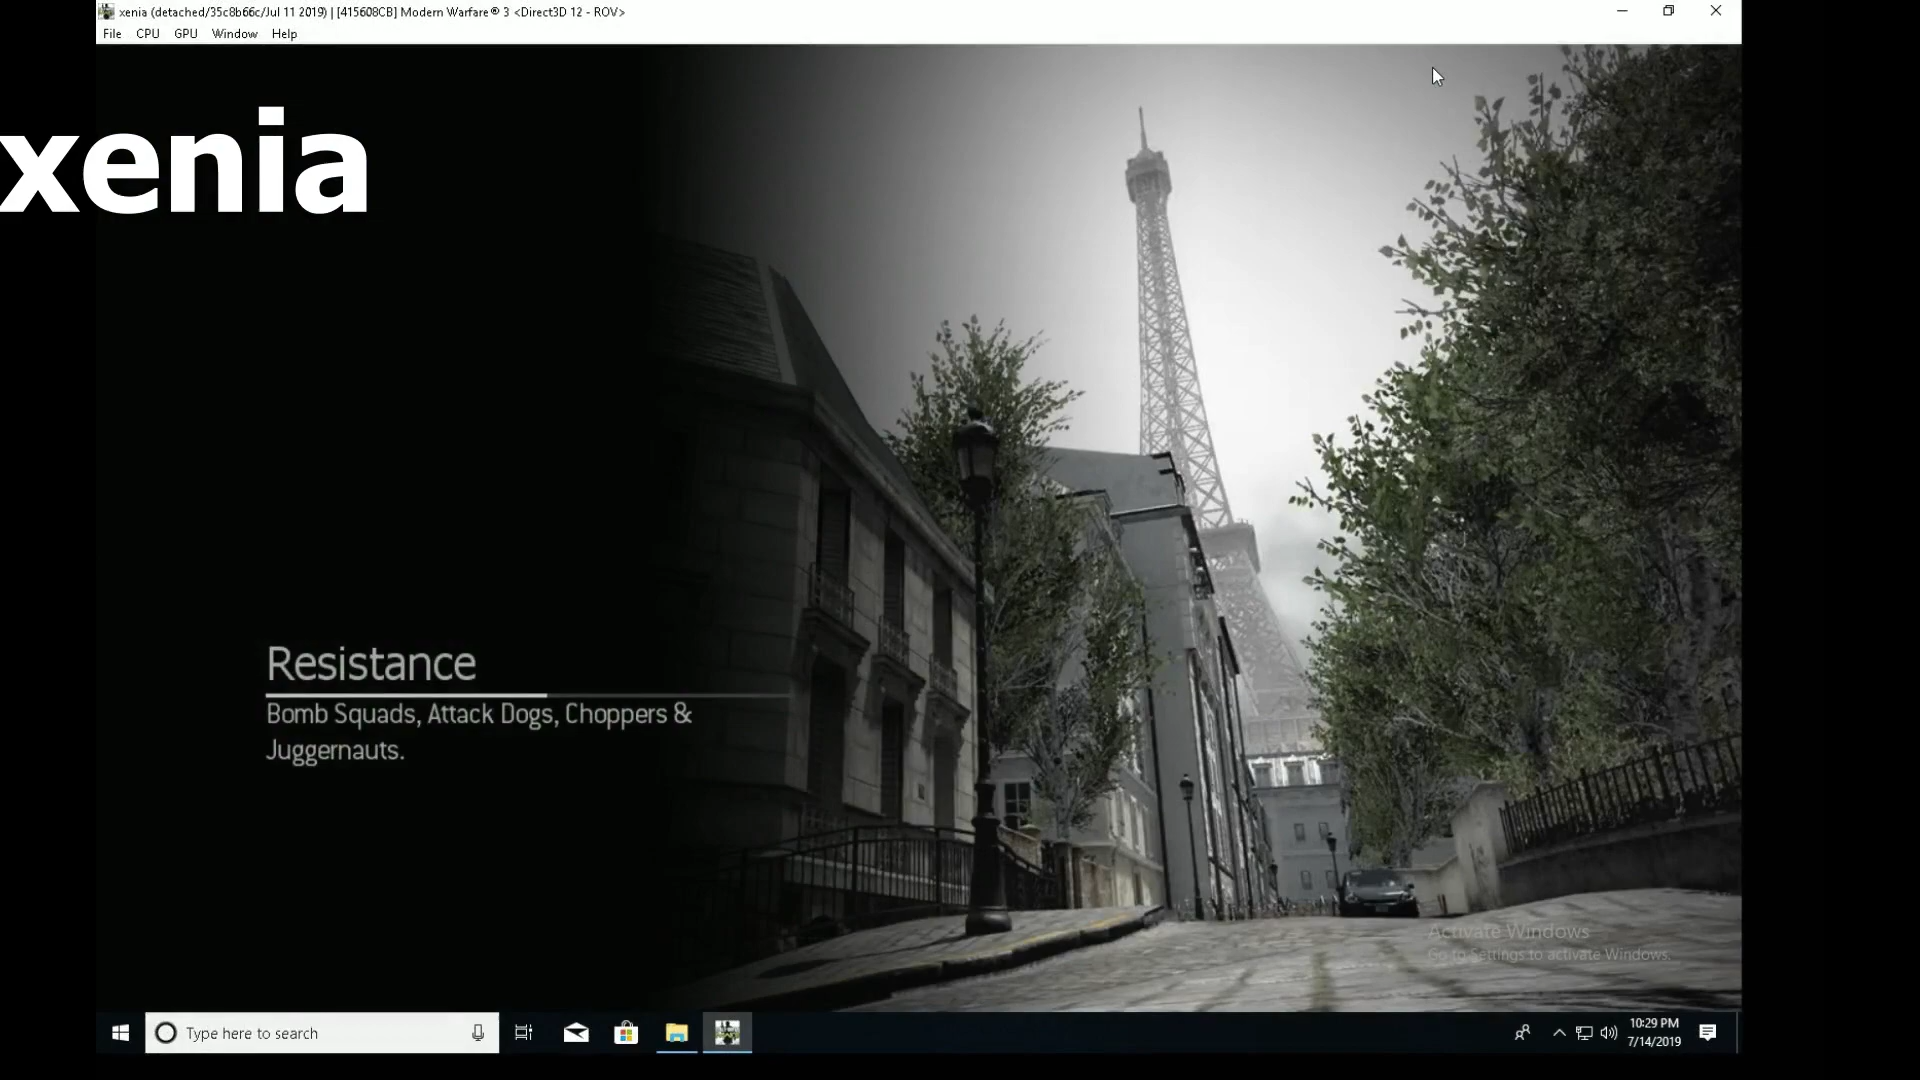 xenia (detached/35c8b66c/Jul 11 2019) | [415608CB] Modern Warfare® 3 <Direct3D 12 - ROV>
File CPU GPU Window Help
xenia
Resistance
Bomb Squads, Attack Dogs, Choppers &
Juggernauts.
Activate Windows
Go to Settings to activate Windows.
Type here to search
10:29 PM
7/14/2019